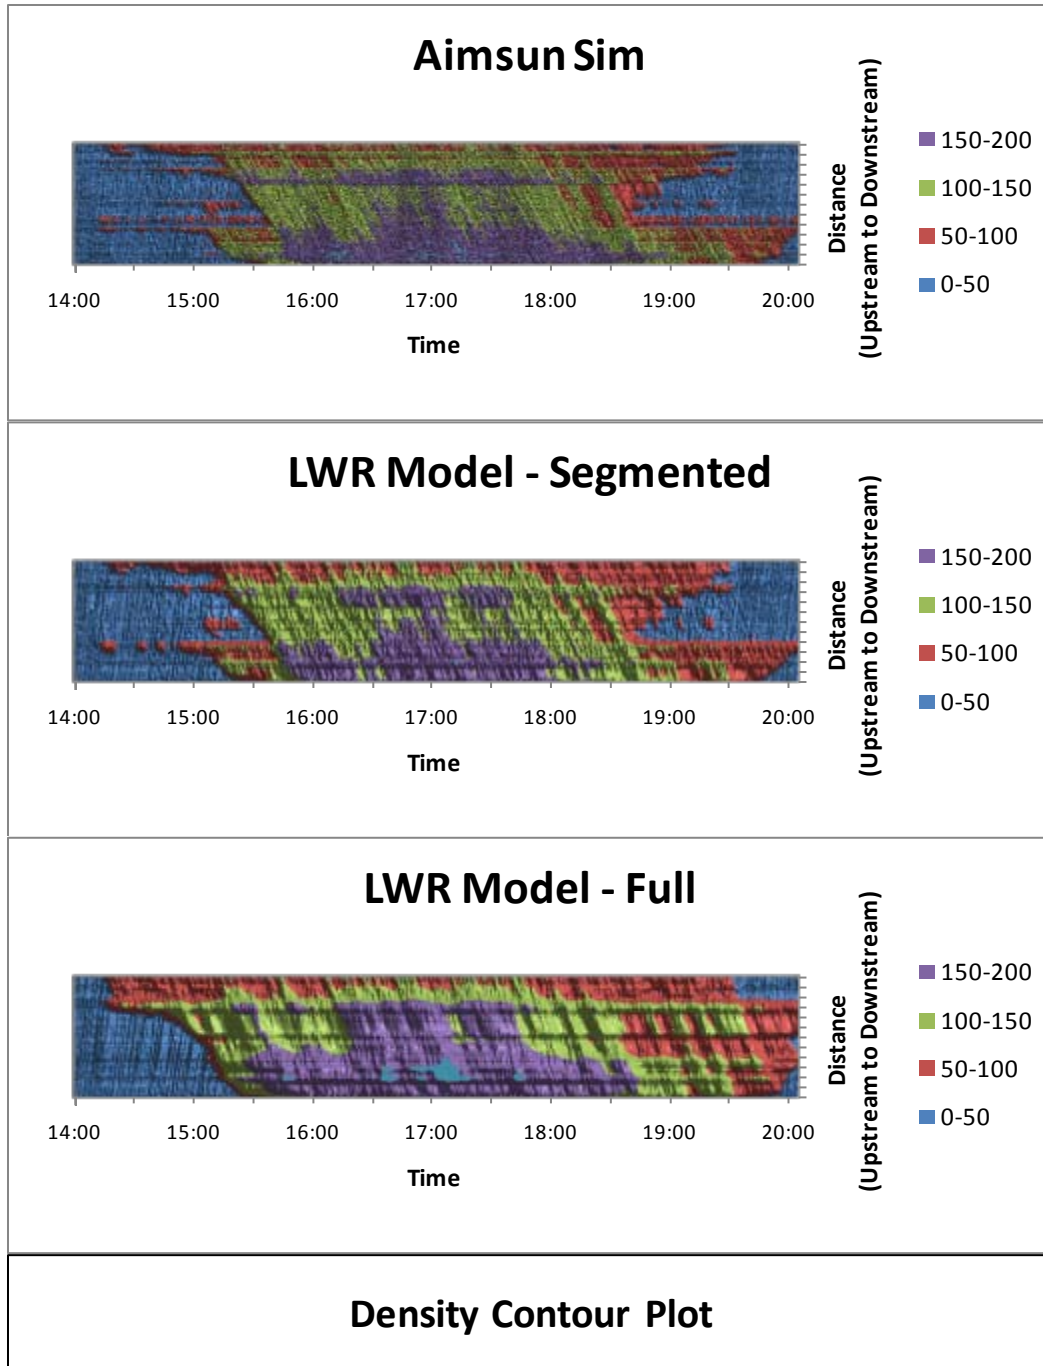 Aimsun Sim
150-200
100-150
50-100
0-50
Distance
(Upstream to Downstream)
14:00 15:00 16:00 17:00 18:00 19:00 20:00
Time
LWR Model - Segmented
150-200
100-150
50-100
0-50
Distance
(Upstream to Downstream)
14:00 15:00 16:00 17:00 18:00 19:00 20:00
Time
LWR Model - Full
150-200
100-150
50-100
0-50
Distance
(Upstream to Downstream)
14:00 15:00 16:00 17:00 18:00 19:00 20:00
Time
Density Contour Plot